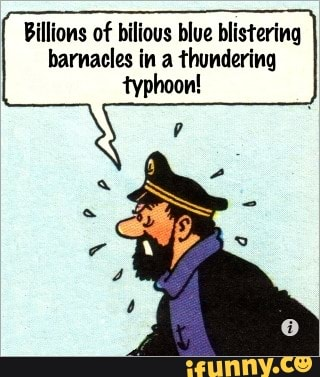 Billions of bilious blue blistering
barnacles in a thundering
typhoon!
i
ifunny.co